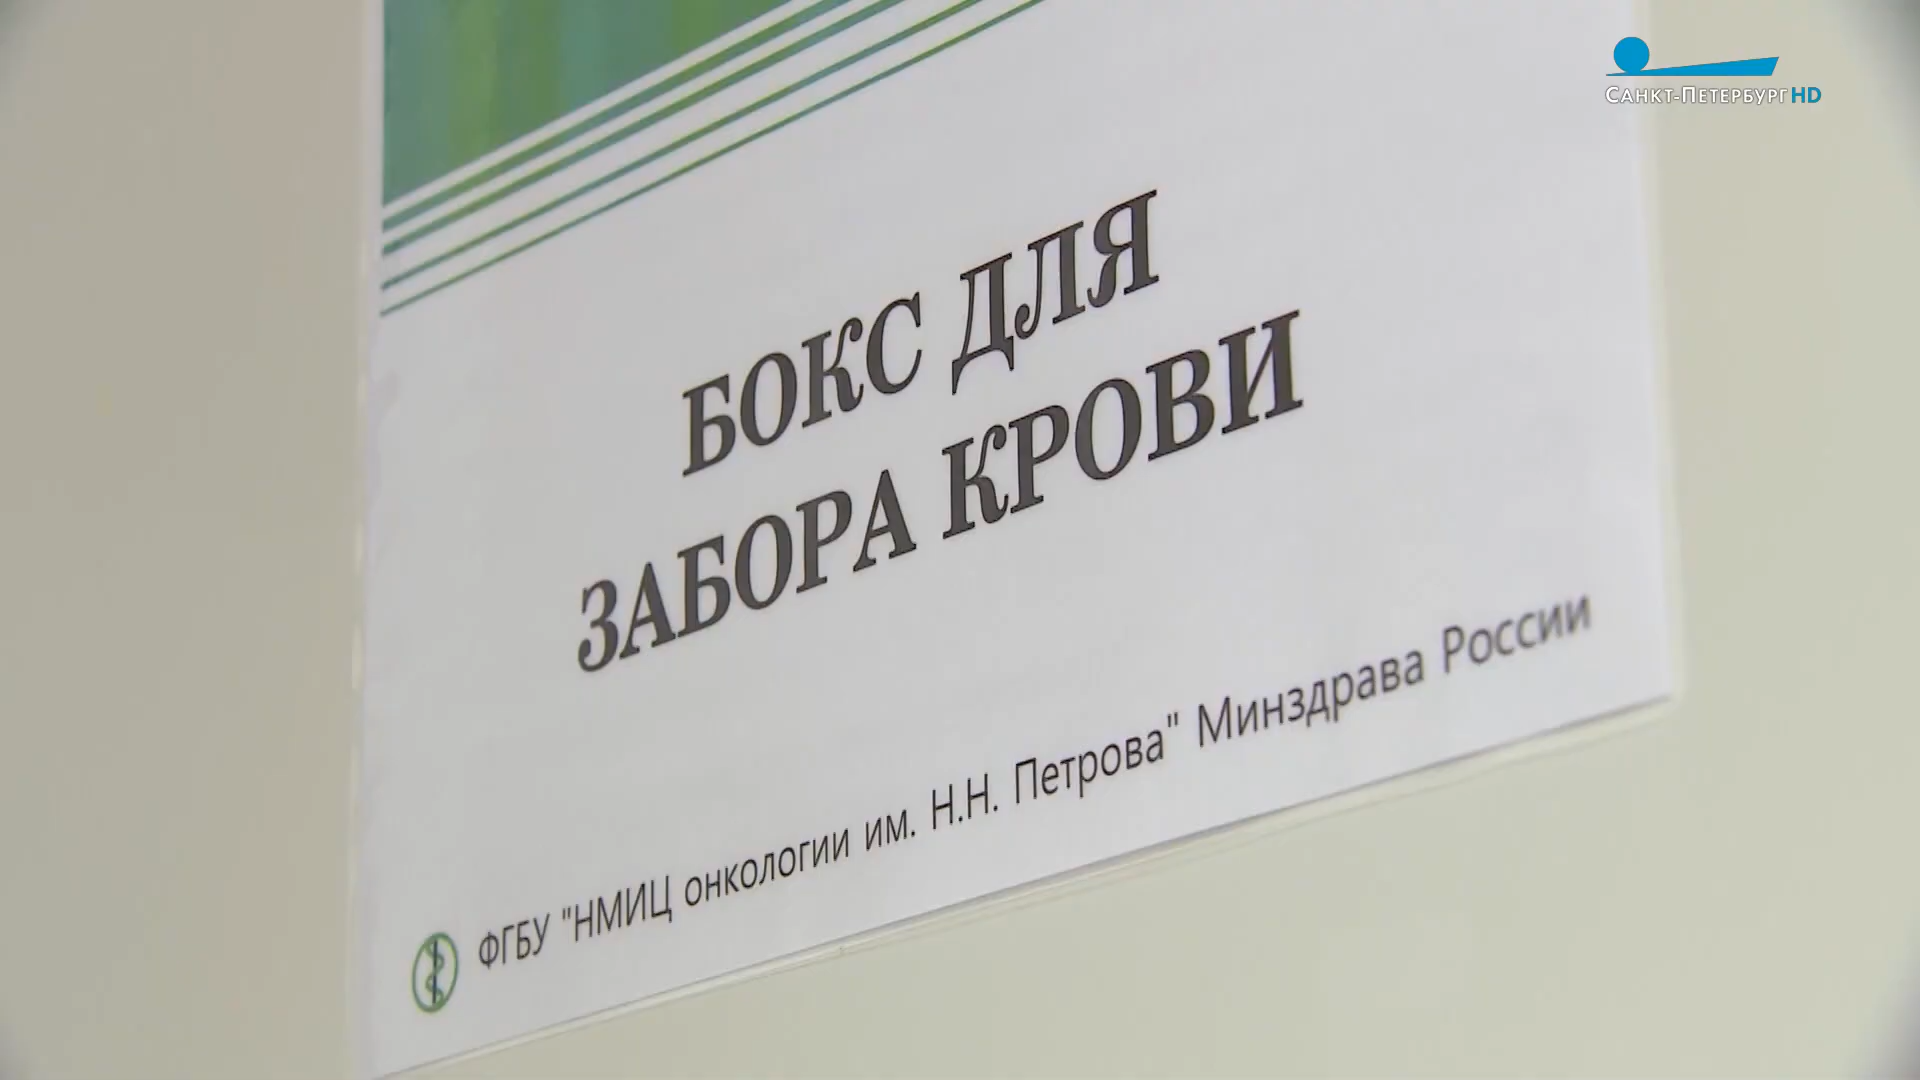 Санкт-Петербург HD
БОКС ДЛЯ
ЗАБОРА КРОВИ
ФГБУ "НМИЦ онкологии им. Н.Н. Петрова" Минздрава России